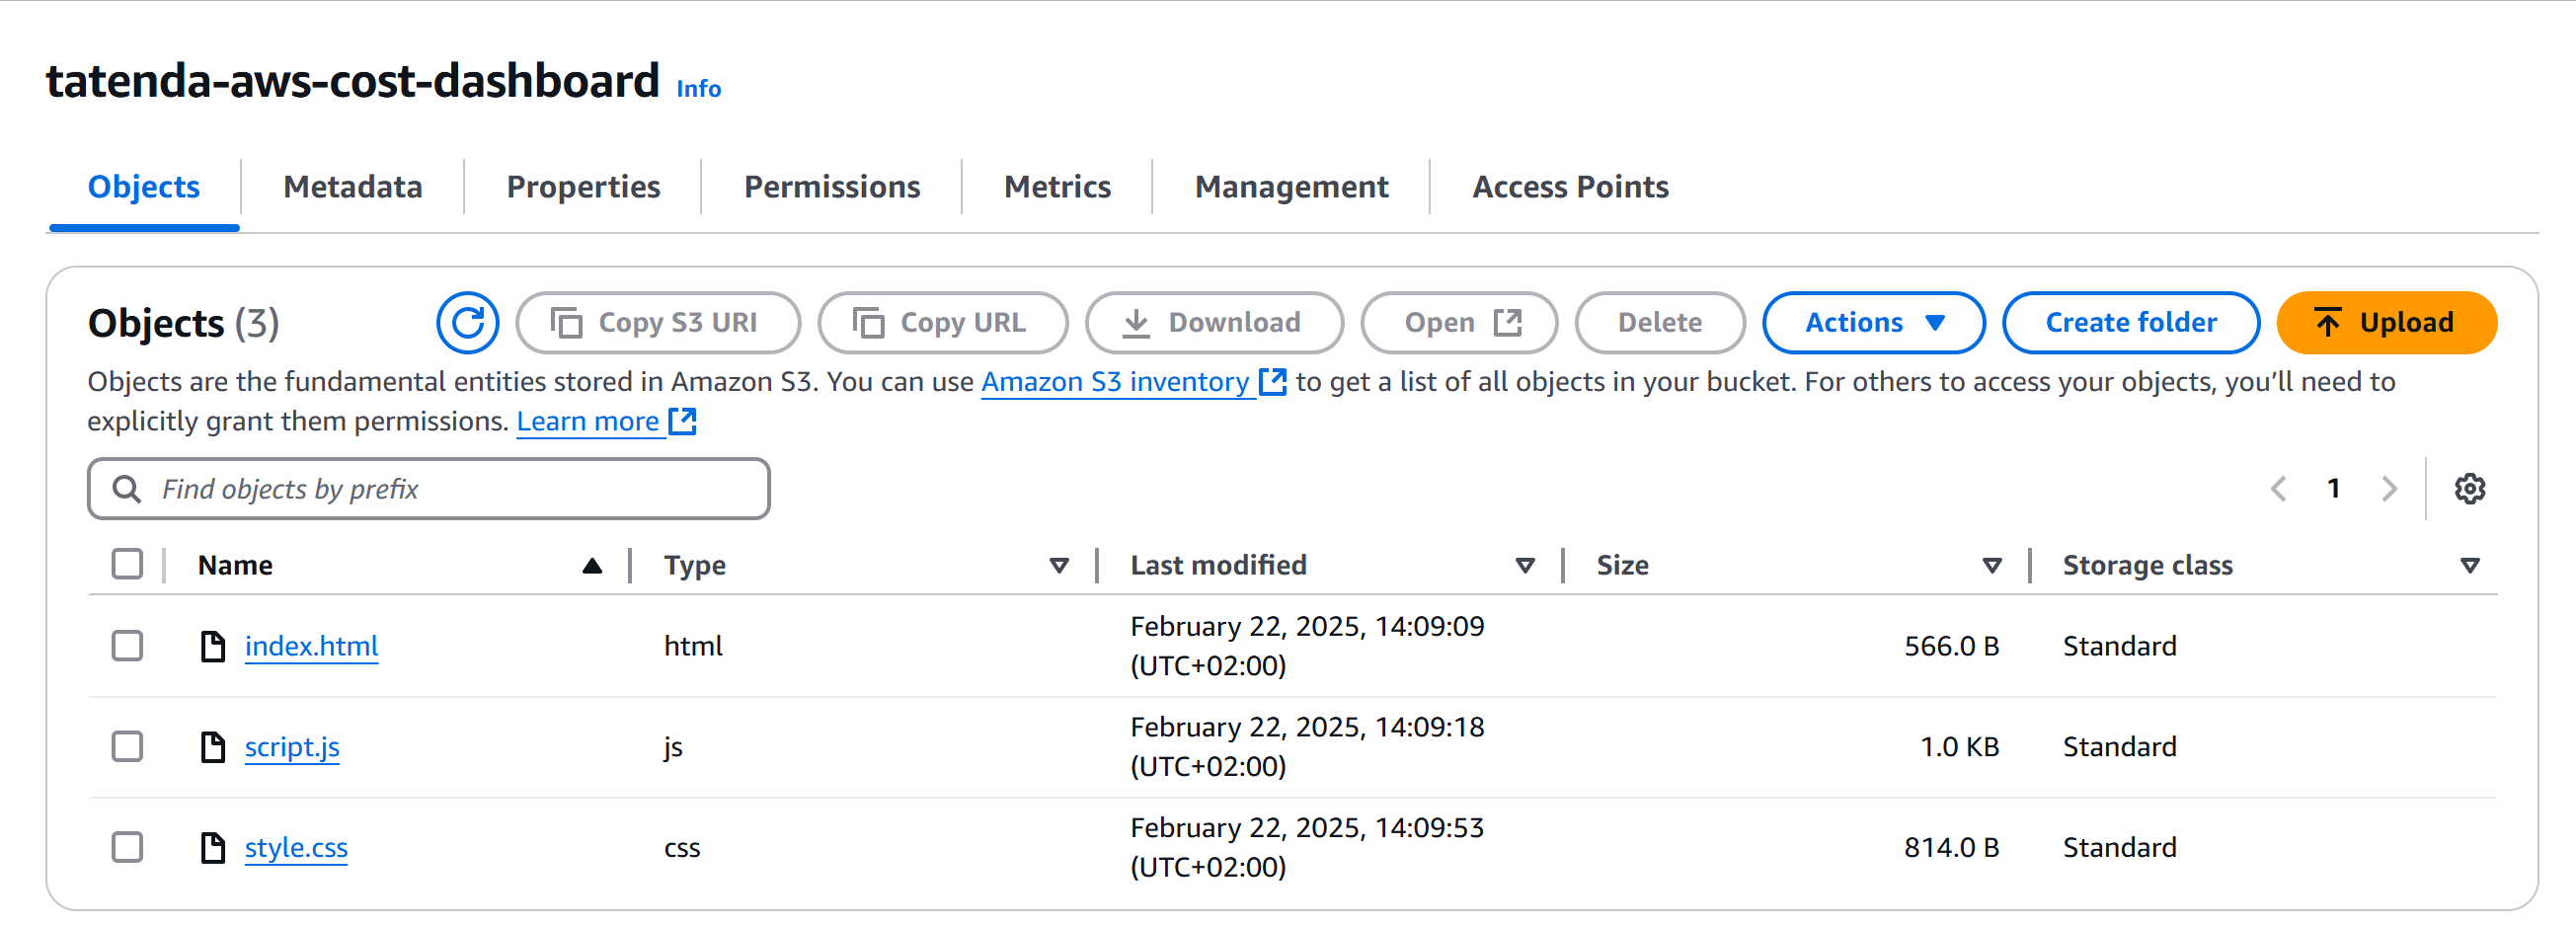 tatenda-aws-cost-dashboard Info
Objects Metadata Properties Permissions Metrics Management Access Points
Objects (3) Copy S3 URI Copy URL Download Open Delete Actions Create folder Upload
Objects are the fundamental entities stored in Amazon S3. You can use Amazon S3 inventory to get a list of all objects in your bucket. For others to access your objects, you’ll need to
explicitly grant them permissions. Learn more
Find objects by prefix 1
Name Type Last modified Size Storage class
index.html html February 22, 2025, 14:09:09 (UTC+02:00) 566.0 B Standard
script.js js February 22, 2025, 14:09:18 (UTC+02:00) 1.0 KB Standard
style.css css February 22, 2025, 14:09:53 (UTC+02:00) 814.0 B Standard